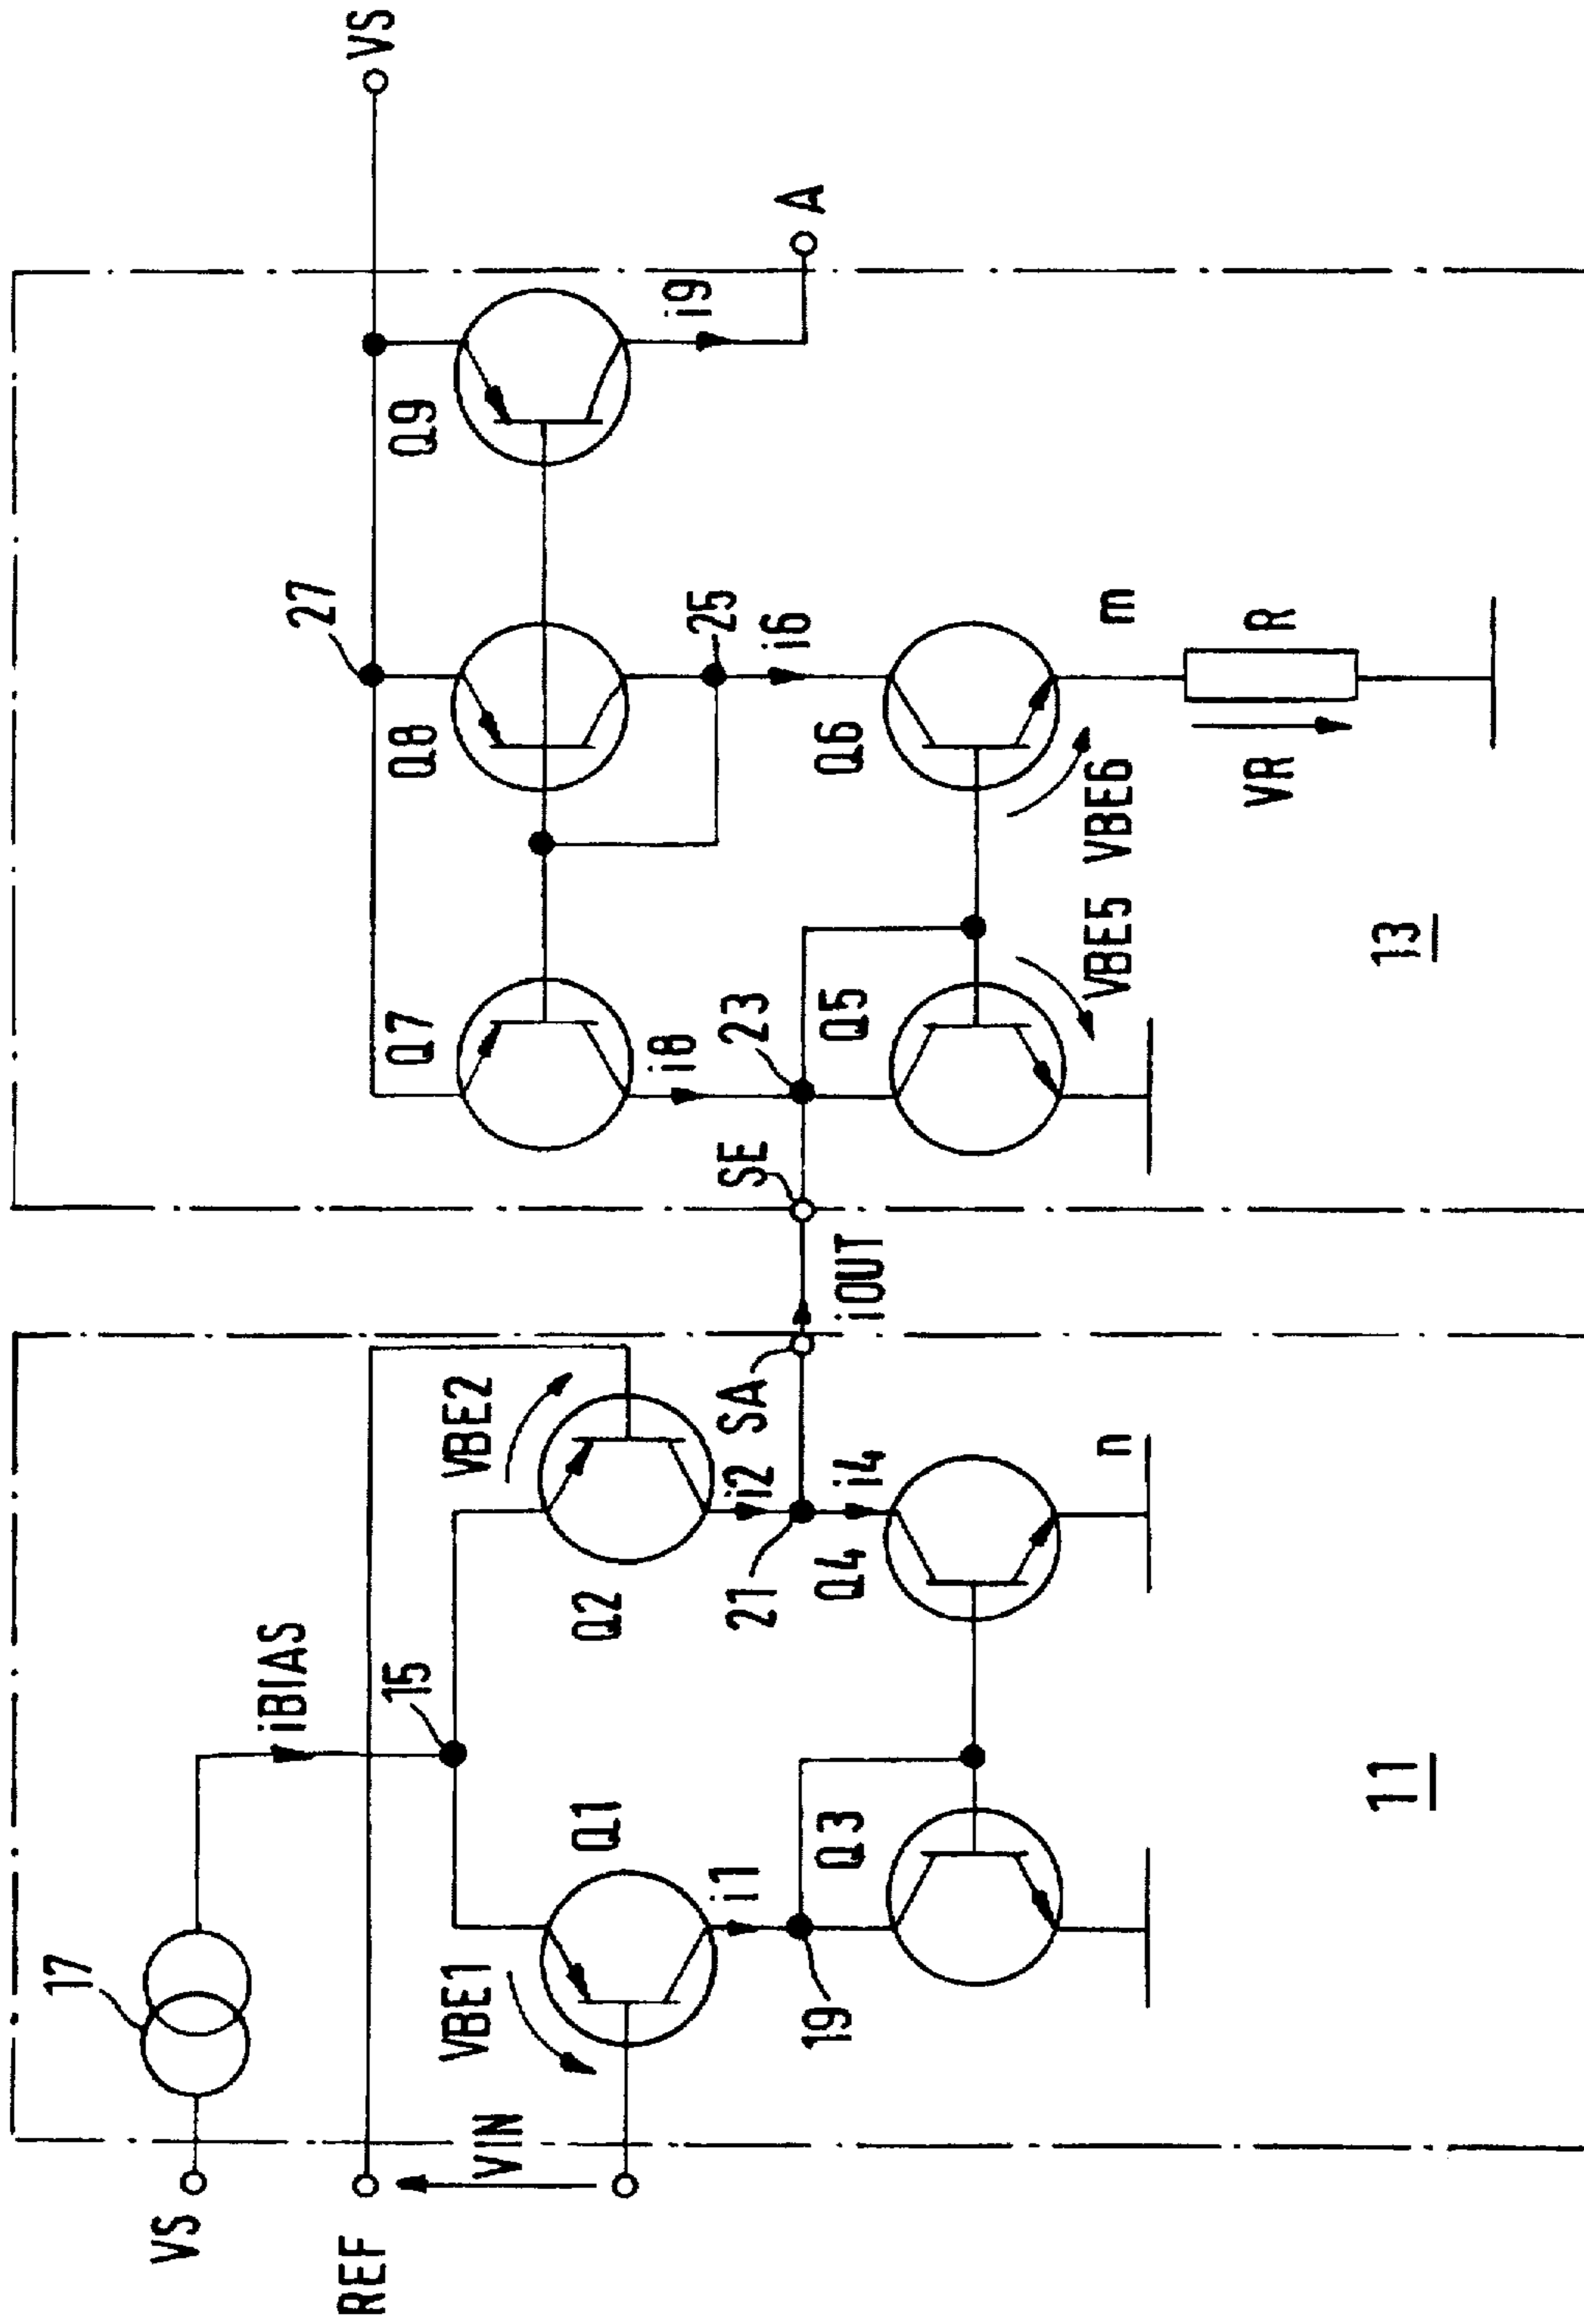 VS
17
iBIAS
REF
VIN
VBE1
Q1
15
Q2
VBE2
i1
19
Q3
i2
21
SA
Q4
i4
n
11
iOUT
SE
23
i8
Q7
Q5
VBE5
VBE6
13
27
Q8
25
i6
Q6
m
R
VR
Q9
i9
A
VS